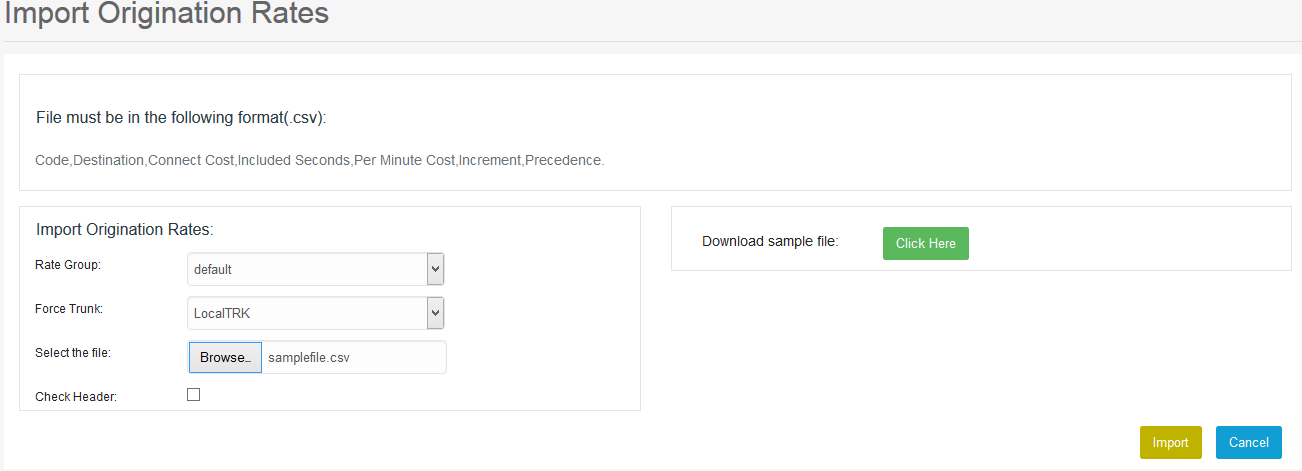 Import Origination Rates
File must be in the following format(.csv):
Code,Destination,Connect Cost,Included Seconds,Per Minute Cost,Increment,Precedence.
Import Origination Rates:
Rate Group: default
Force Trunk: LocalTRK
Select the file: Browse... samplefile.csv
Check Header:
Download sample file: Click Here
Import Cancel